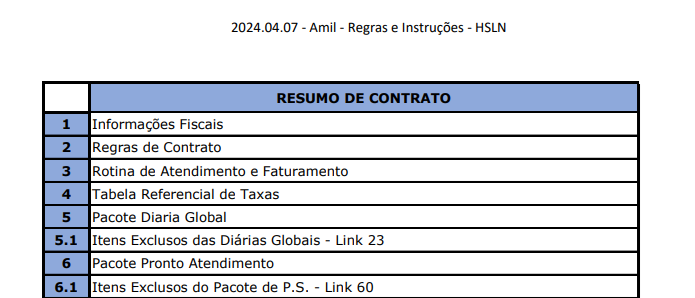 2024.04.07 - Amil - Regras e Instruções - HSLN
RESUMO DE CONTRATO
1 Informações Fiscais
2 Regras de Contrato
3 Rotina de Atendimento e Faturamento
4 Tabela Referencial de Taxas
5 Pacote Diaria Global
5.1 Itens Exclusos das Diárias Globais - Link 23
6 Pacote Pronto Atendimento
6.1 Itens Exclusos do Pacote de P.S. - Link 60